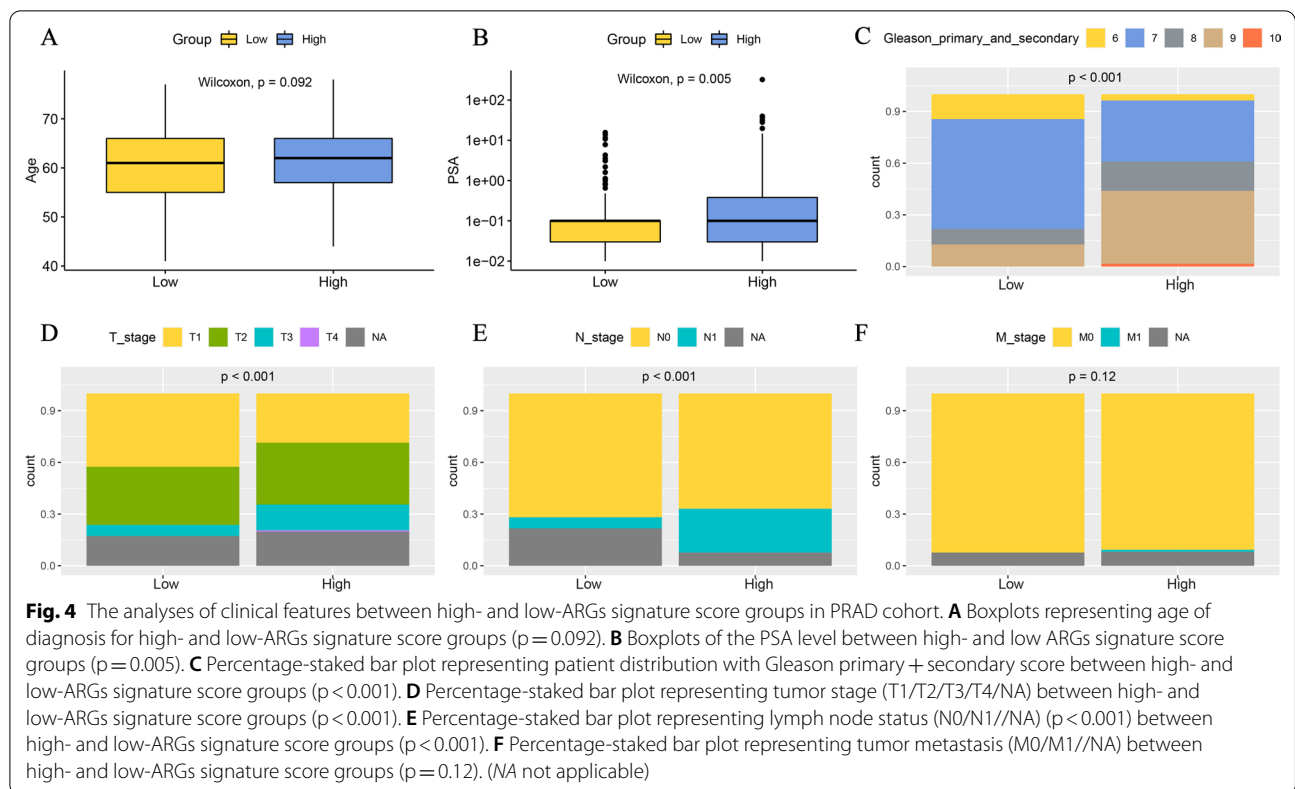 A
Group Low High
Wilcoxon, p = 0.092
Age
70
60
50
40
Low High
B
Group Low High
Wilcoxon, p = 0.005
PSA
1e+02
1e+01
1e+00
1e−01
1e−02
Low High
C
Gleason_primary_and_secondary 6 7 8 9 10
p < 0.001
count
0.9
0.6
0.3
0.0
Low High
D
T_stage T1 T2 T3 T4 NA
p < 0.001
count
0.9
0.6
0.3
0.0
Low High
E
N_stage N0 N1 NA
p < 0.001
count
0.9
0.6
0.3
0.0
Low High
F
M_stage M0 M1 NA
p = 0.12
count
0.9
0.6
0.3
0.0
Low High
Fig. 4 The analyses of clinical features between high- and low-ARGs signature score groups in PRAD cohort. A Boxplots representing age of
diagnosis for high- and low-ARGs signature score groups (p = 0.092). B Boxplots of the PSA level between high- and low ARGs signature score
groups (p = 0.005). C Percentage-staked bar plot representing patient distribution with Gleason primary + secondary score between high- and
low-ARGs signature score groups (p < 0.001). D Percentage-staked bar plot representing tumor stage (T1/T2/T3/T4/NA) between high- and
low-ARGs signature score groups (p < 0.001). E Percentage-staked bar plot representing lymph node status (N0/N1//NA) (p < 0.001) between
high- and low-ARGs signature score groups (p < 0.001). F Percentage-staked bar plot representing tumor metastasis (M0/M1//NA) between
high- and low-ARGs signature score groups (p = 0.12). (NA not applicable)